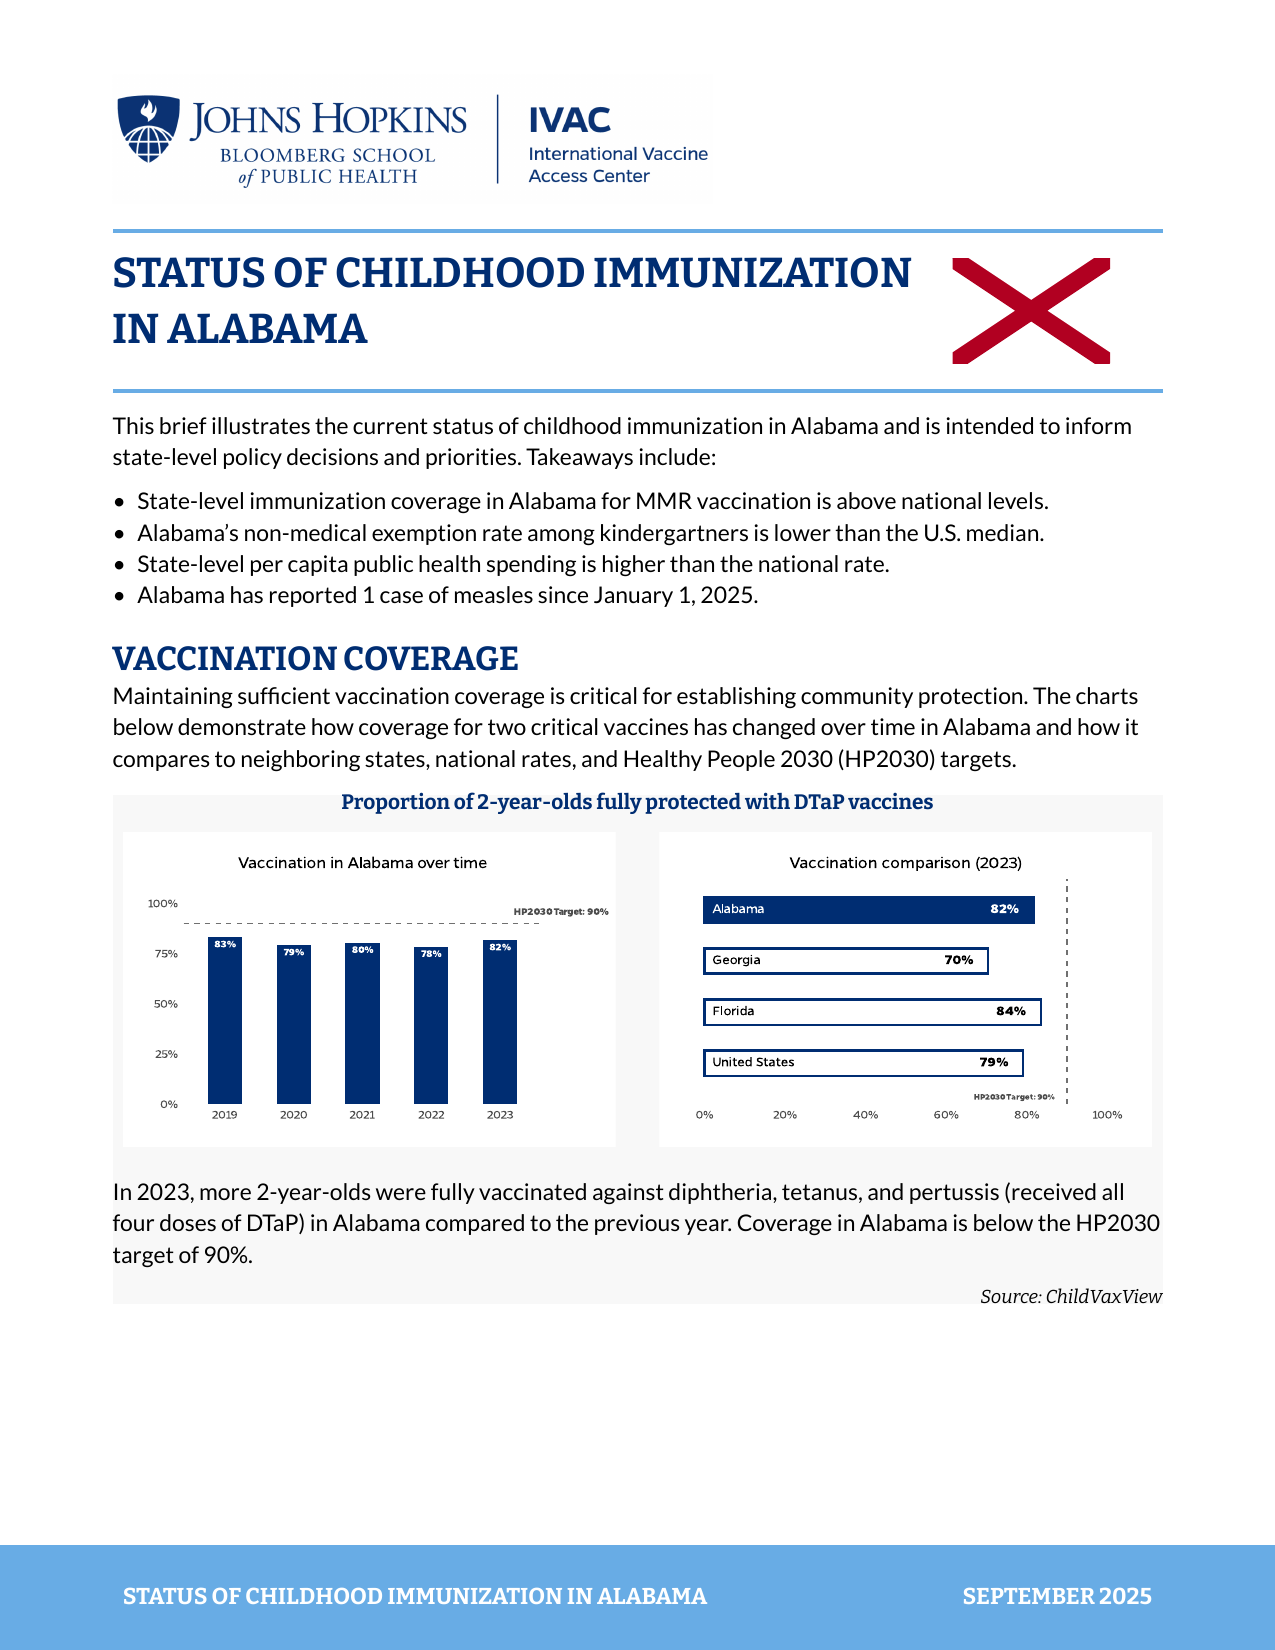 JOHNS HOPKINS
BLOOMBERG SCHOOL
of PUBLIC HEALTH
IVAC
International Vaccine
Access Center
STATUS OF CHILDHOOD IMMUNIZATION
IN ALABAMA
This brief illustrates the current status of childhood immunization in Alabama and is intended to inform
state-level policy decisions and priorities. Takeaways include:
• State-level immunization coverage in Alabama for MMR vaccination is above national levels.
• Alabama’s non-medical exemption rate among kindergartners is lower than the U.S. median.
• State-level per capita public health spending is higher than the national rate.
• Alabama has reported 1 case of measles since January 1, 2025.
VACCINATION COVERAGE
Maintaining sufficient vaccination coverage is critical for establishing community protection. The charts
below demonstrate how coverage for two critical vaccines has changed over time in Alabama and how it
compares to neighboring states, national rates, and Healthy People 2030 (HP2030) targets.
Proportion of 2-year-olds fully protected with DTaP vaccines
Vaccination in Alabama over time
100%
HP2030 Target: 90%
75%
50%
25%
0%
83%
79%
80%
78%
82%
2019 2020 2021 2022 2023
Vaccination comparison (2023)
Alabama 82%
Georgia 70%
Florida 84%
United States 79%
HP2030 Target: 90%
0% 20% 40% 60% 80% 100%
In 2023, more 2-year-olds were fully vaccinated against diphtheria, tetanus, and pertussis (received all
four doses of DTaP) in Alabama compared to the previous year. Coverage in Alabama is below the HP2030
target of 90%.
Source: ChildVaxView
STATUS OF CHILDHOOD IMMUNIZATION IN ALABAMA
SEPTEMBER 2025